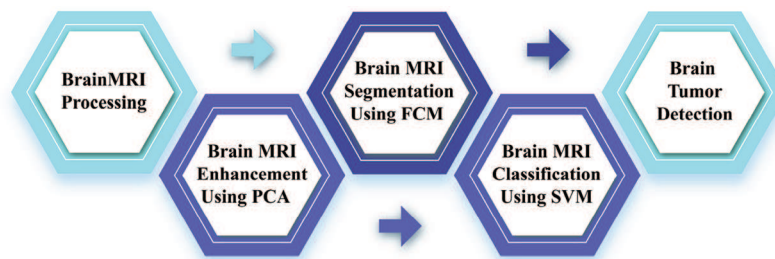 BrainMRI
Processing
Brain MRI
Enhancement
Using PCA
Brain MRI
Segmentation
Using FCM
Brain MRI
Classification
Using SVM
Brain
Tumor
Detection